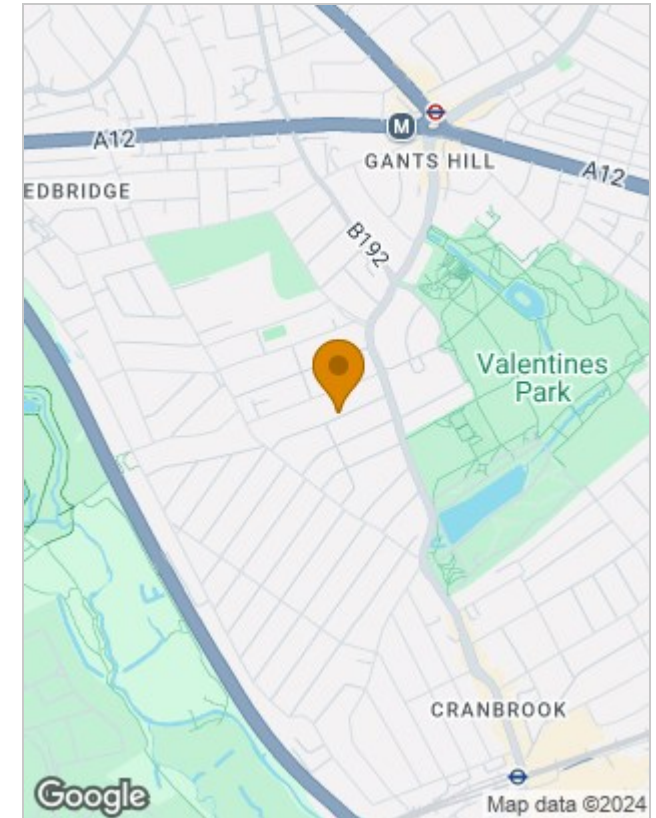 A12
M
GANTS HILL
A12
EDBRIDGE
B192
Valentines
Park
CRANBROOK
Google
Map data ©2024